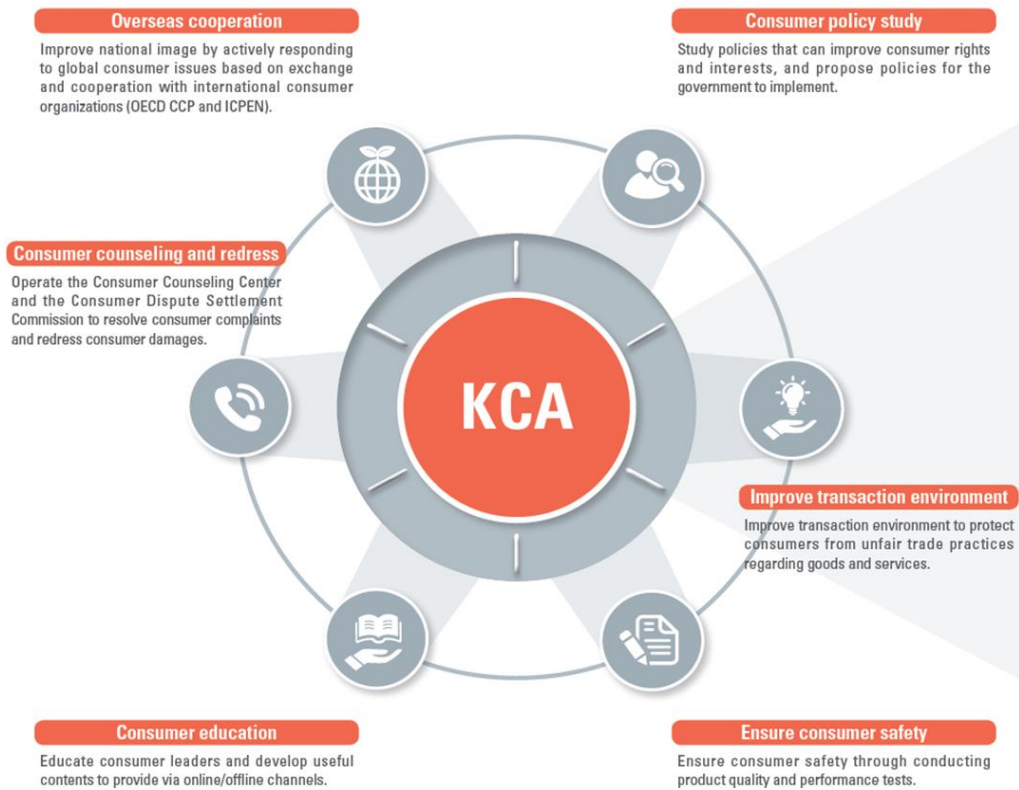 Overseas cooperation
Improve national image by actively responding
to global consumer issues based on exchange
and cooperation with international consumer
organizations (OECD CCP and ICPEN).
Consumer policy study
Study policies that can improve consumer rights
and interests, and propose policies for the
government to implement.
Consumer counseling and redress
Operate the Consumer Counseling Center
and the Consumer Dispute Settlement
Commission to resolve consumer complaints
and redress consumer damages.
KCA
Improve transaction environment
Improve transaction environment to protect
consumers from unfair trade practices
regarding goods and services.
Consumer education
Educate consumer leaders and develop useful
contents to provide via online/offline channels.
Ensure consumer safety
Ensure consumer safety through conducting
product quality and performance tests.